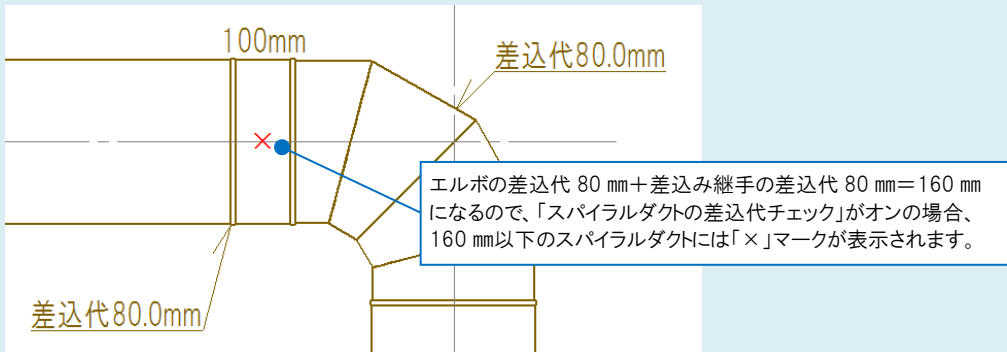 100mm
差込代80.0mm
エルボの差込代 80 mm＋差込み継手の差込代 80 mm＝160 mm
になるので、「スパイラルダクトの差込代チェック」がオンの場合、
160 mm以下のスパイラルダクトには「×」マークが表示されます。
差込代80.0mm